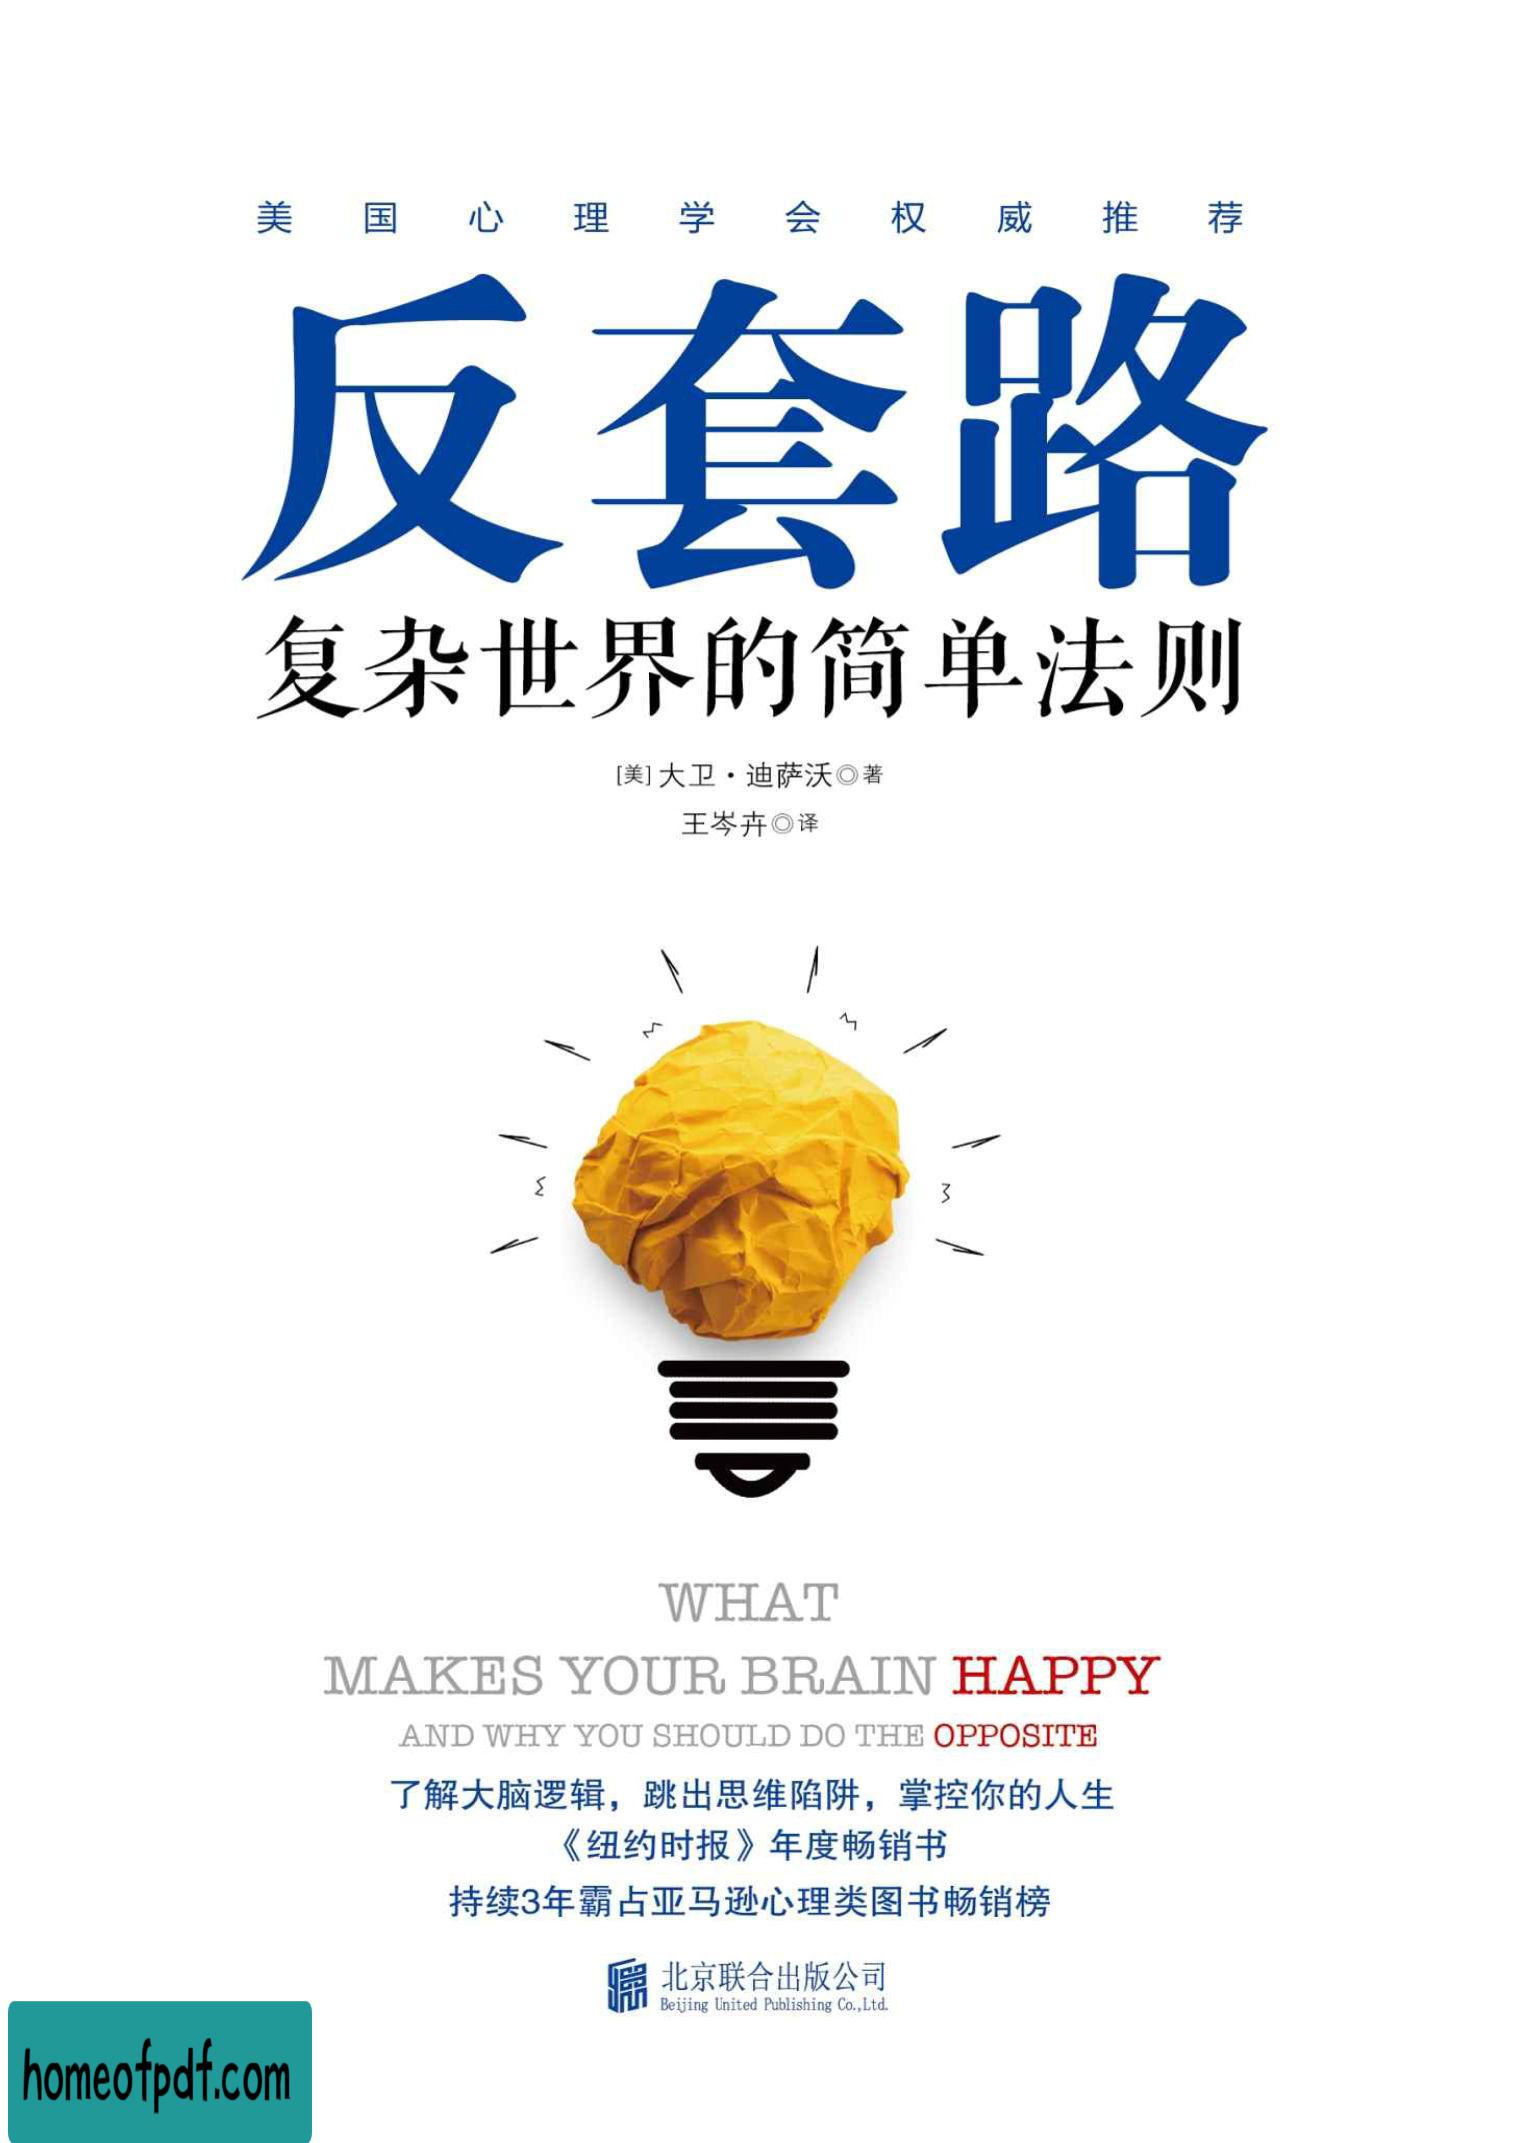 美国心理学会权威推荐
反套路
复杂世界的简单法则
[美]大卫·迪萨沃◎著
王岑卉◎译
WHAT
MAKES YOUR BRAIN HAPPY
AND WHY YOU SHOULD DO THE OPPOSITE
了解大脑逻辑，跳出思维陷阱，掌控你的人生
《纽约时报》年度畅销书
持续3年霸占亚马逊心理类图书畅销榜
北京联合出版公司
Beijing United Publishing Co.,Ltd.
homeofpdf.com